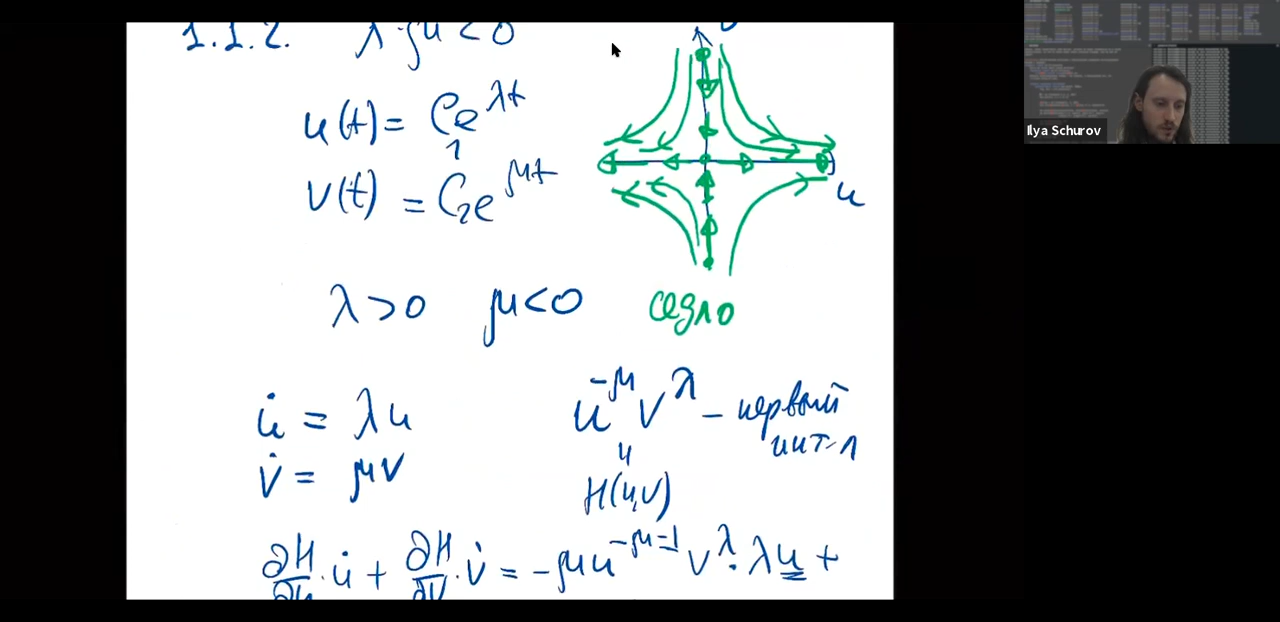 1.1.2. λ·μ<0
u(t) = C₁e^{λt}
v(t) = C₂e^{μt}
u
λ>0 μ<0 седло
u̇ = λu
v̇ = μv
u^{-μ} v^{λ} – первый
инт-л
H(u,v)
∂H/∂u · u̇ + ∂H/∂v · v̇ = -μu^{-μ-1} v^{λ} · λu +
Ilya Schurov